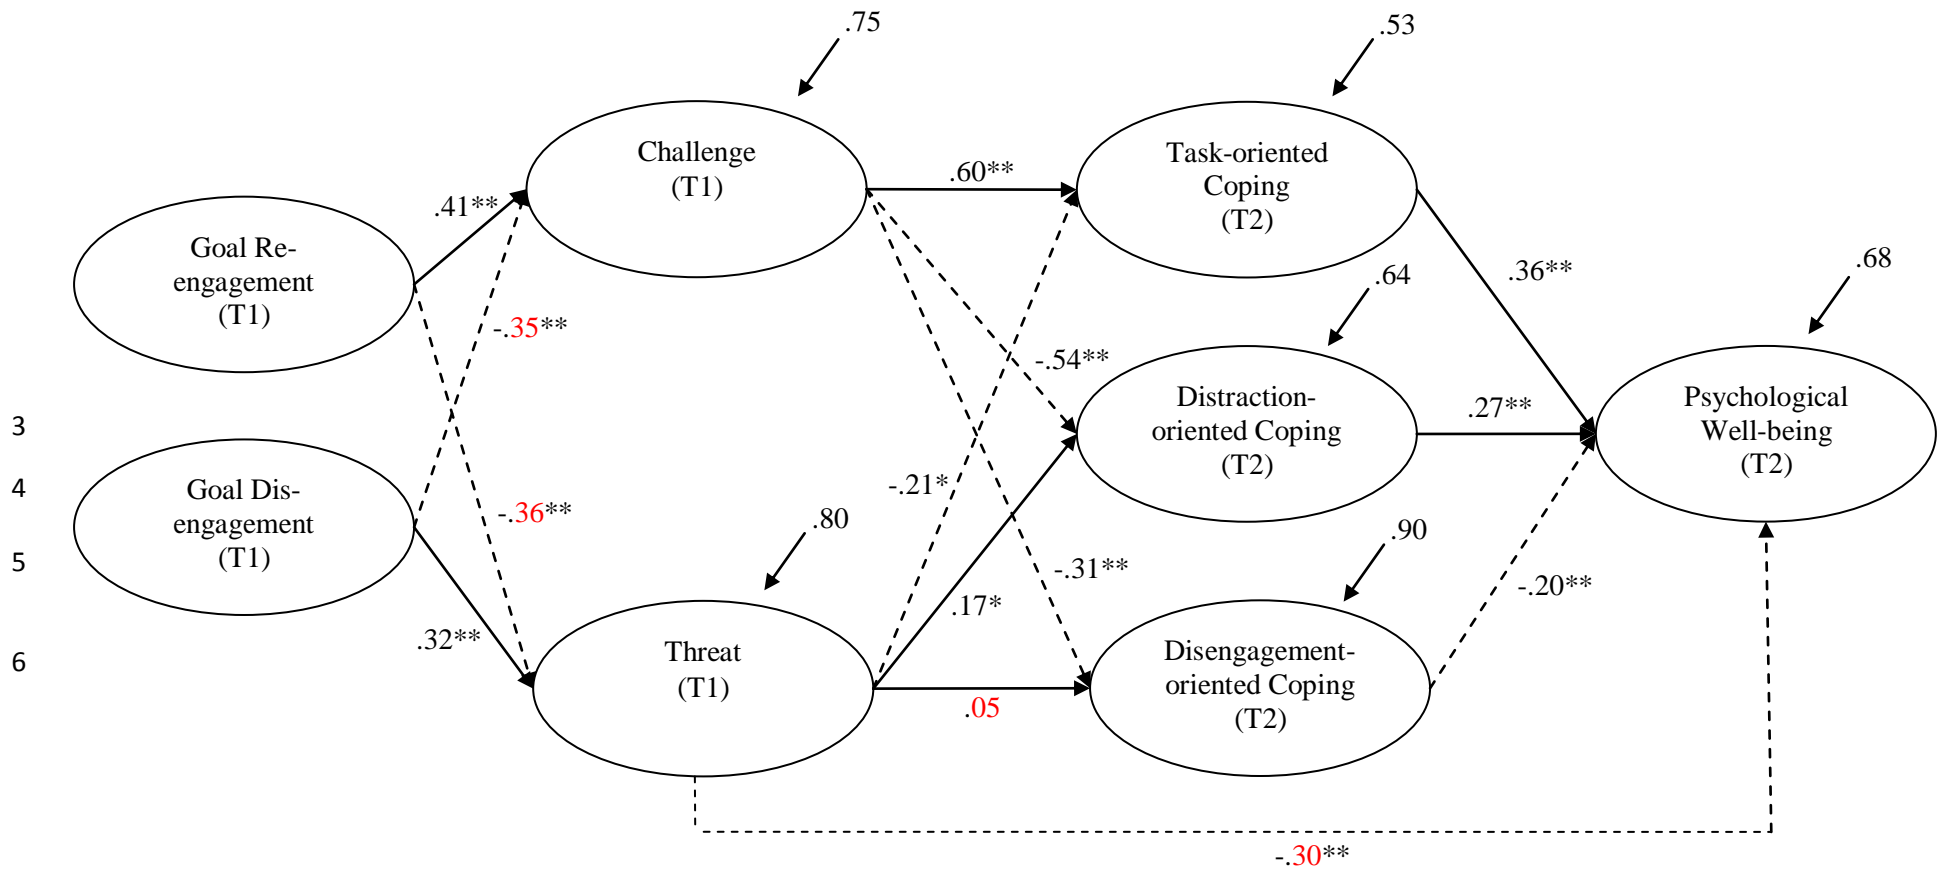 .75
.53
Challenge
(T1)
Task-oriented
Coping
(T2)
.60**
.41**
Goal Re-
engagement
(T1)
.36**
.64
.68
-.35**
-.54**
Distraction-
oriented Coping
(T2)
.27**
Psychological
Well-being
(T2)
3
4
Goal Dis-
engagement
(T1)
-.36**
-.21*
.80
.90
5
-.31**
-.20**
.17*
.32**
6
Threat
(T1)
.05
Disengagement-
oriented Coping
(T2)
-.30**